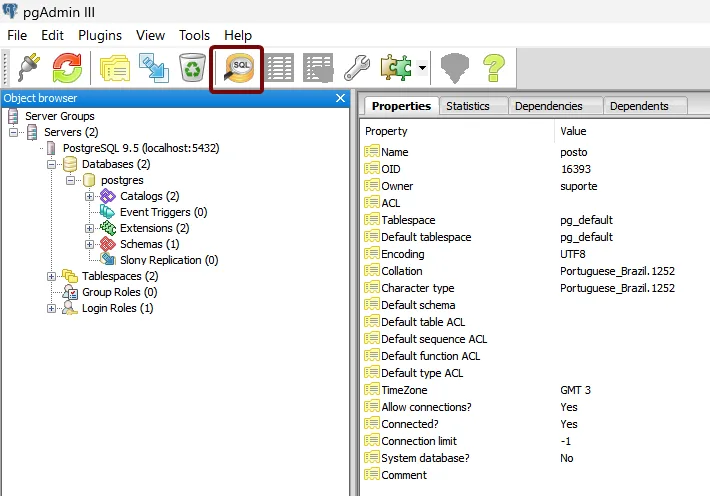 pgAdmin III
File Edit Plugins View Tools Help
SQL
Object browser
Server Groups
Servers (2)
PostgreSQL 9.5 (localhost:5432)
Databases (2)
postgres
Catalogs (2)
Event Triggers (0)
Extensions (2)
Schemas (1)
Slony Replication (0)
Tablespaces (2)
Group Roles (0)
Login Roles (1)
Properties Statistics Dependencies Dependents
Property Value
Name posto
OID 16393
Owner suporte
ACL
Tablespace pg_default
Default tablespace pg_default
Encoding UTF8
Collation Portuguese_Brazil.1252
Character type Portuguese_Brazil.1252
Default schema
Default table ACL
Default sequence ACL
Default function ACL
Default type ACL
TimeZone GMT 3
Allow connections? Yes
Connected? Yes
Connection limit -1
System database? No
Comment